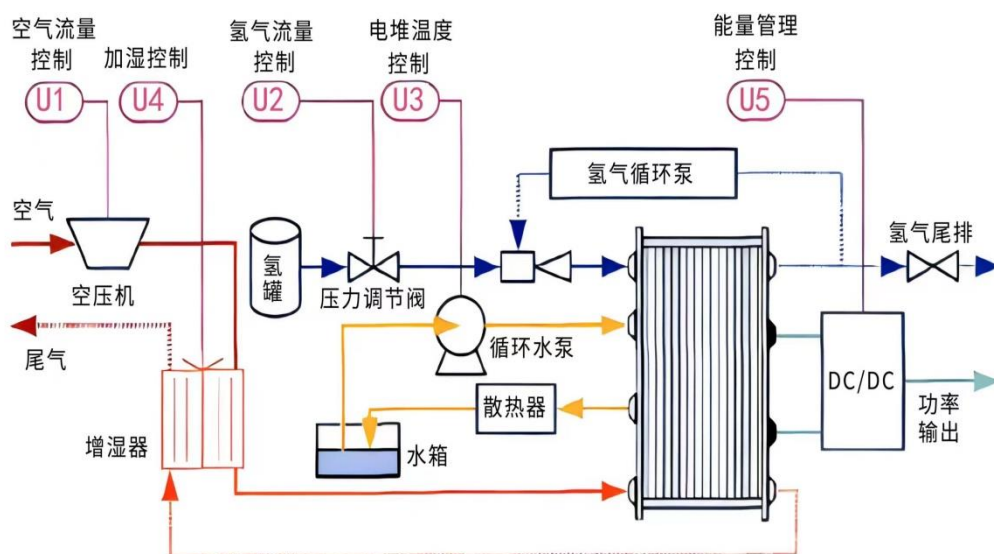 空气流量
控制
U1
加湿控制
U4
氢气流量
控制
U2
电堆温度
控制
U3
能量管理
控制
U5
空气
空压机
尾气
增湿器
氢
罐
压力调节阀
氢气循环泵
氢气尾排
循环水泵
散热器
水箱
DC/DC
功率
输出